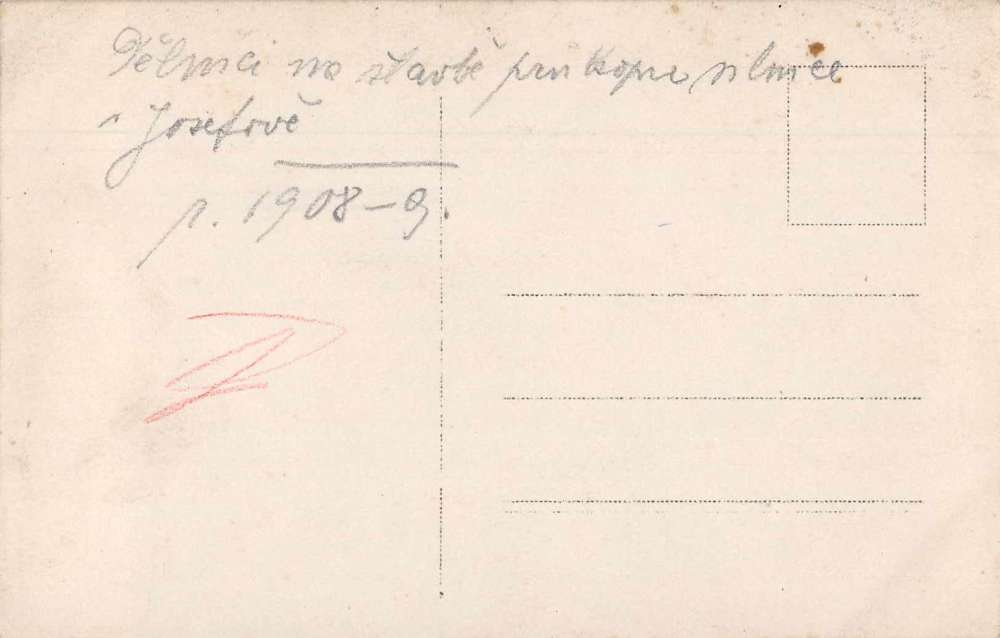 Dělníci na stavbě průkopu silnice
v Josefově
r. 1908-9.